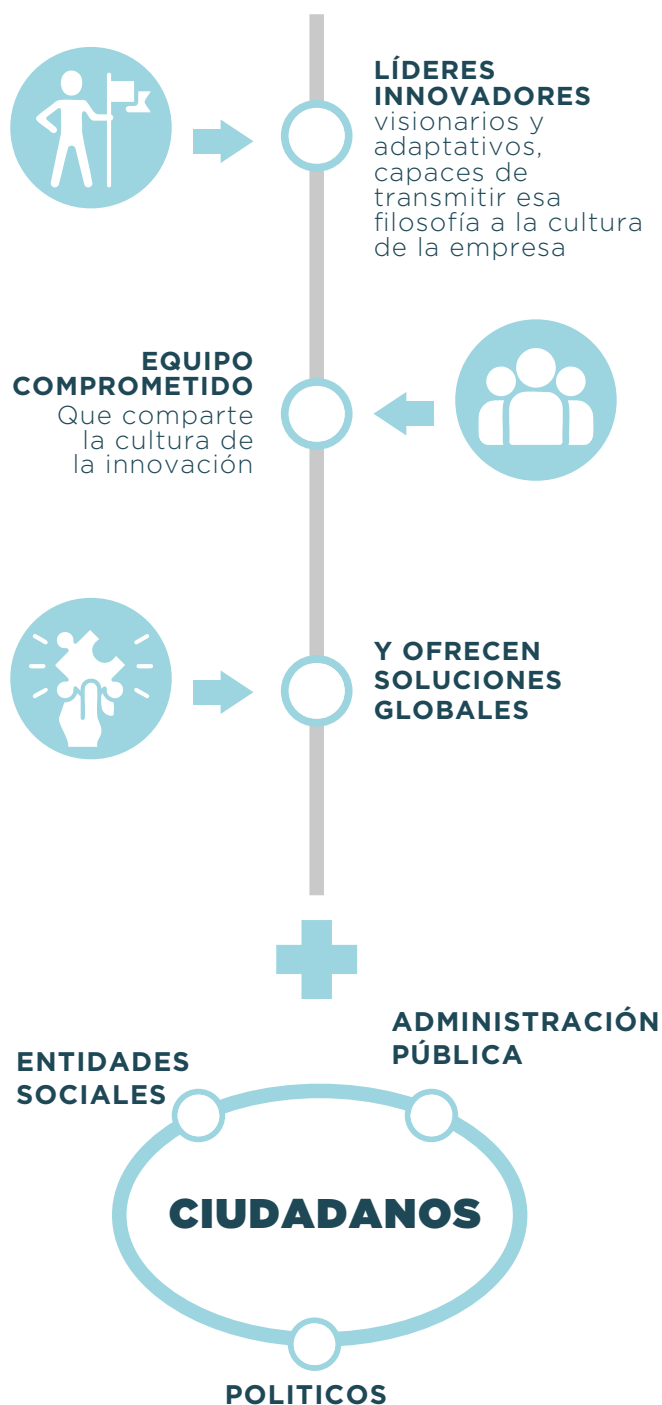 LÍDERES
INNOVADORES
visionarios y
adaptativos,
capaces de
transmitir esa
filosofía a la cultura
de la empresa
EQUIPO
COMPROMETIDO
Que comparte
la cultura de
la innovación
Y OFRECEN
SOLUCIONES
GLOBALES
ADMINISTRACIÓN
PÚBLICA
ENTIDADES
SOCIALES
CIUDADANOS
POLITICOS